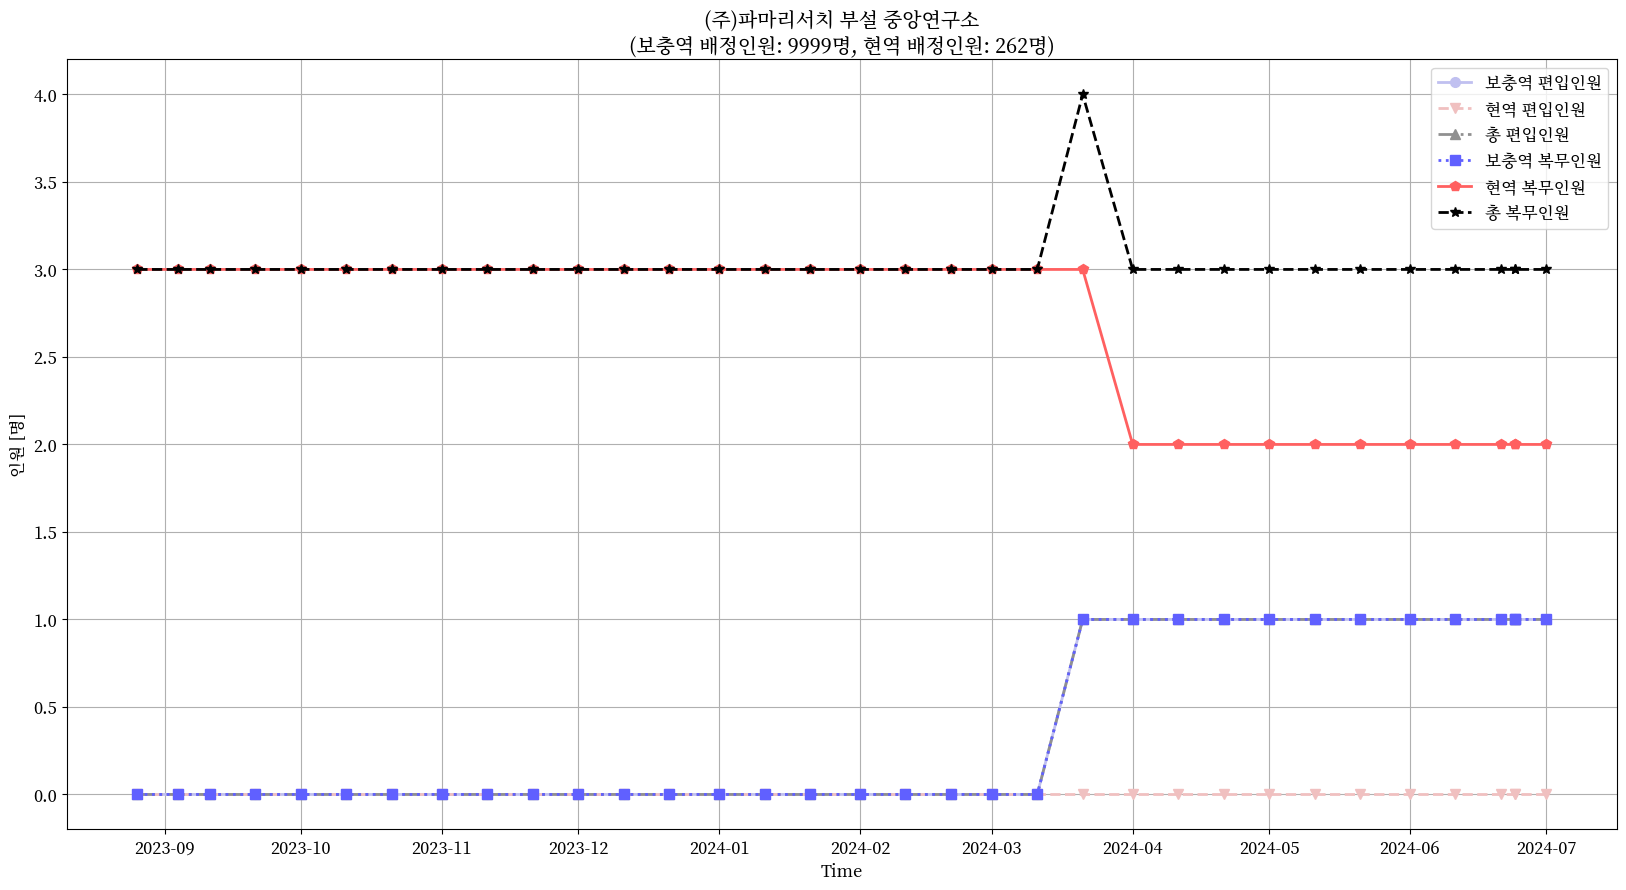 (주)파마리서치 부설 중앙연구소
(보충역 배정인원: 9999명, 현역 배정인원: 262명)
보충역 편입인원
현역 편입인원
총 편입인원
보충역 복무인원
현역 복무인원
총 복무인원
인원 [명]
4.0
3.5
3.0
2.5
2.0
1.5
1.0
0.5
0.0
2023-09 2023-10 2023-11 2023-12 2024-01 2024-02 2024-03 2024-04 2024-05 2024-06 2024-07
Time